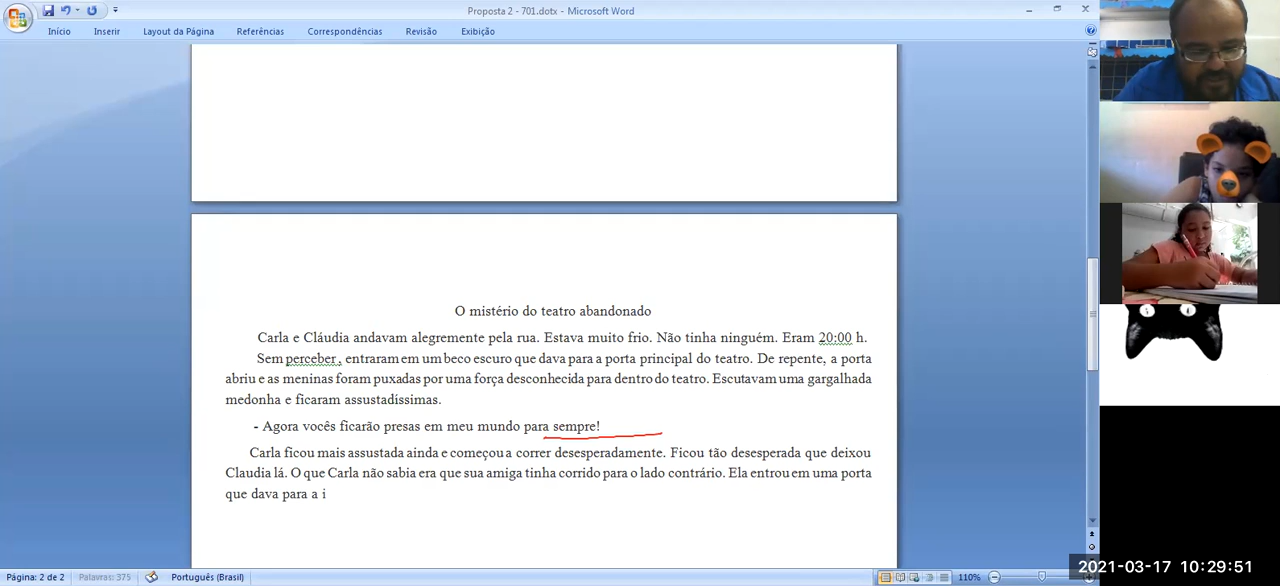 Proposta 2 - 701.dotx - Microsoft Word
Início Inserir Layout da Página Referências Correspondências Revisão Exibição
O mistério do teatro abandonado
Carla e Cláudia andavam alegremente pela rua. Estava muito frio. Não tinha ninguém. Eram 20:00 h.
Sem perceber , entraram em um beco escuro que dava para a porta principal do teatro. De repente, a porta
abriu e as meninas foram puxadas por uma força desconhecida para dentro do teatro. Escutavam uma gargalhada
medonha e ficaram assustadíssimas.
- Agora vocês ficarão presas em meu mundo para sempre!
Carla ficou mais assustada ainda e começou a correr desesperadamente. Ficou tão desesperada que deixou
Claudia lá. O que Carla não sabia era que sua amiga tinha corrido para o lado contrário. Ela entrou em uma porta
que dava para a i
Página: 2 de 2 Palavras: 375 Português (Brasil) 110%
2021-03-17 10:29:51